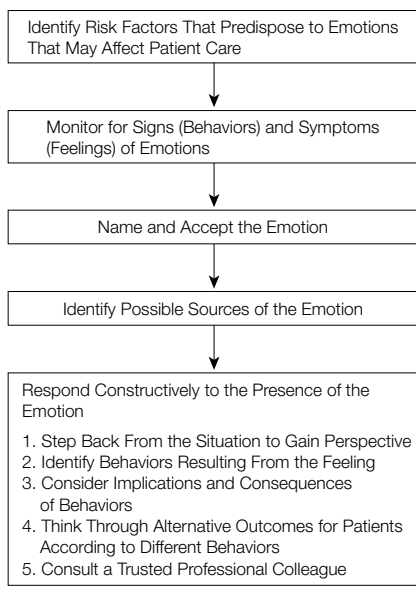 Identify Risk Factors That Predispose to Emotions
That May Affect Patient Care
Monitor for Signs (Behaviors) and Symptoms
(Feelings) of Emotions
Name and Accept the Emotion
Identify Possible Sources of the Emotion
Respond Constructively to the Presence of the
Emotion
1. Step Back From the Situation to Gain Perspective
2. Identify Behaviors Resulting From the Feeling
3. Consider Implications and Consequences
of Behaviors
4. Think Through Alternative Outcomes for Patients
According to Different Behaviors
5. Consult a Trusted Professional Colleague